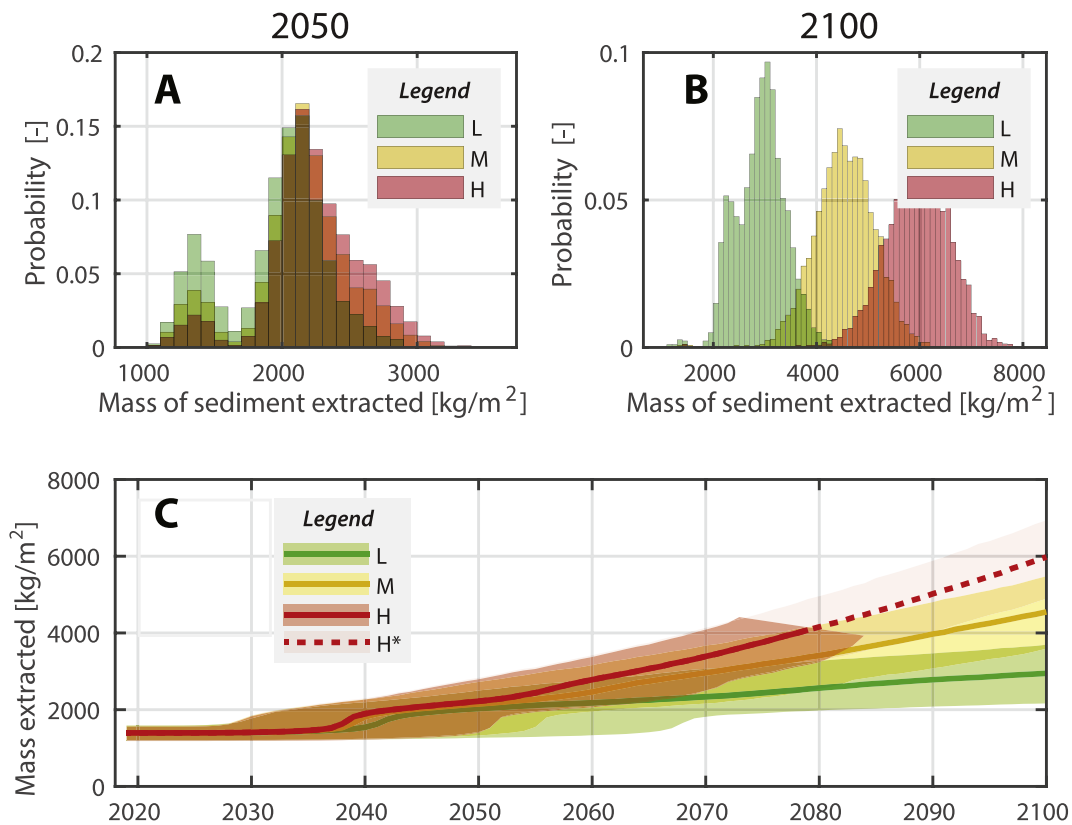 2050
2100
0.2
0.15
0.1
0.05
0
Probability [-]
A
Legend
L
M
H
1000
2000
3000
Mass of sediment extracted [kg/m²]
0.1
0.05
0
Probability [-]
B
Legend
L
M
H
2000
4000
6000
8000
Mass of sediment extracted [kg/m²]
8000
6000
4000
2000
0
Mass extracted [kg/m²]
C
Legend
L
M
H
H*
2020
2030
2040
2050
2060
2070
2080
2090
2100